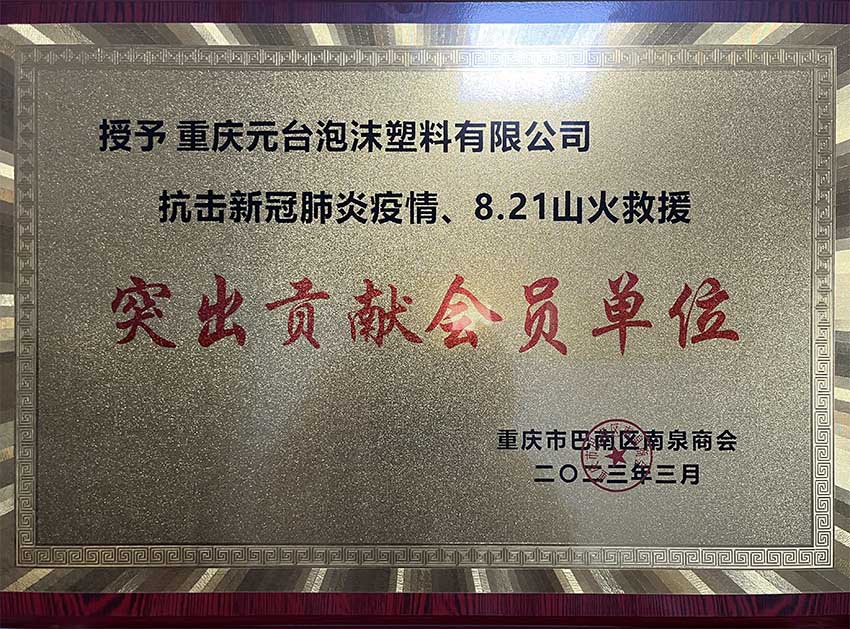 授予 重庆元台泡沫塑料有限公司
抗击新冠肺炎疫情、8.21山火救援
突出贡献会员单位
重庆市巴南区南泉商会
二〇二三年三月